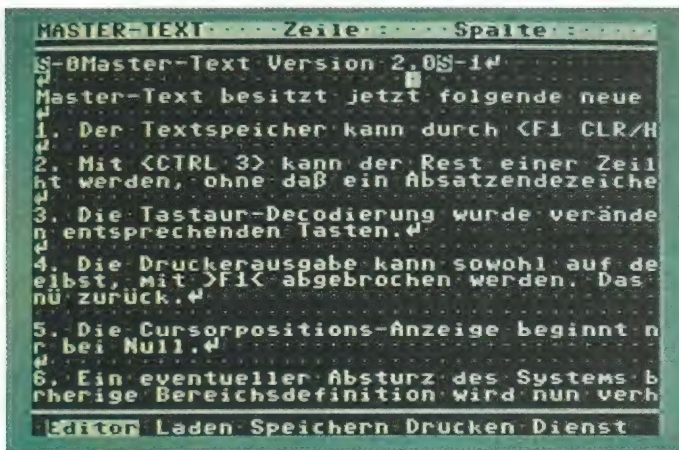 MASTER-TEXT Zeile : Spalte :
S-0Master-Text Version 2.0S-1↵
↵
Master-Text besitzt jetzt folgende neue
↵
1. Der Textspeicher kann durch <F1 CLR/H
↵
2. Mit <CTRL 3> kann der Rest einer Zeil
ht werden, ohne daß ein Absatzendezeiche
↵
3. Die Tastaur-Decodierung wurde verände
n entsprechenden Tasten.↵
↵
4. Die Druckerausgabe kann sowohl auf de
elbst, mit >F1< abgebrochen werden. Das
nü zurück.↵
↵
5. Die Cursorpositions-Anzeige beginnt n
r bei Null.↵
↵
6. Ein eventueller Absturz des Systems b
rherige Bereichsdefinition wird nun verh
Editor Laden Speichern Drucken Dienst